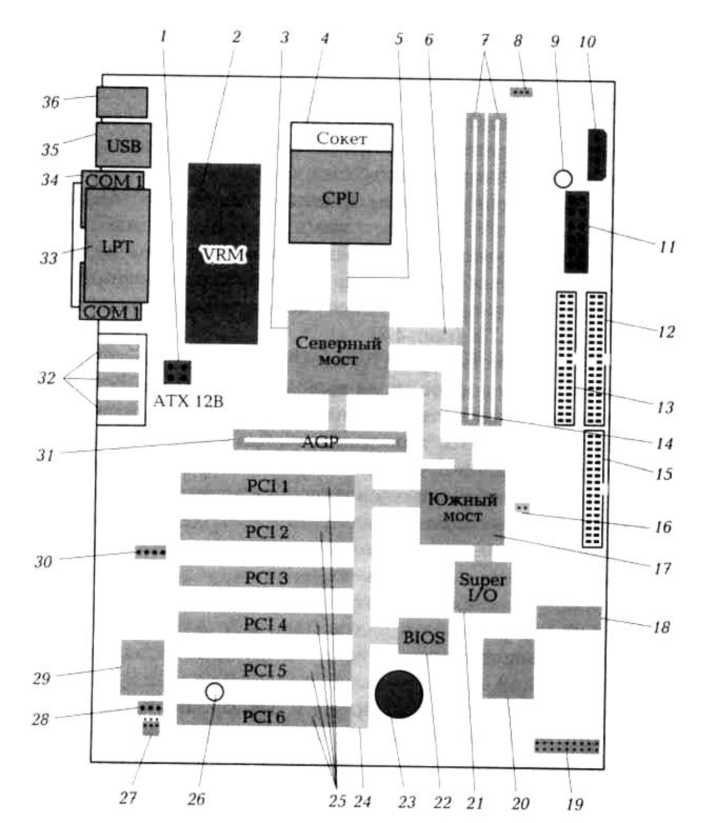 1 2 3 4 5 6 7 8 9 10
36
35 USB
34 COM 1
33 LPT
COM 1
32
31
30
29
28
27 26 25 24 23 22 21 20 19
VRM
Сокет
CPU
Северный
мост
ATX 12В
AGP
PCI 1
PCI 2
PCI 3
PCI 4
PCI 5
PCI 6
Южный
мост
Super
I/O
BIOS
11
12
13
14
15
16
17
18